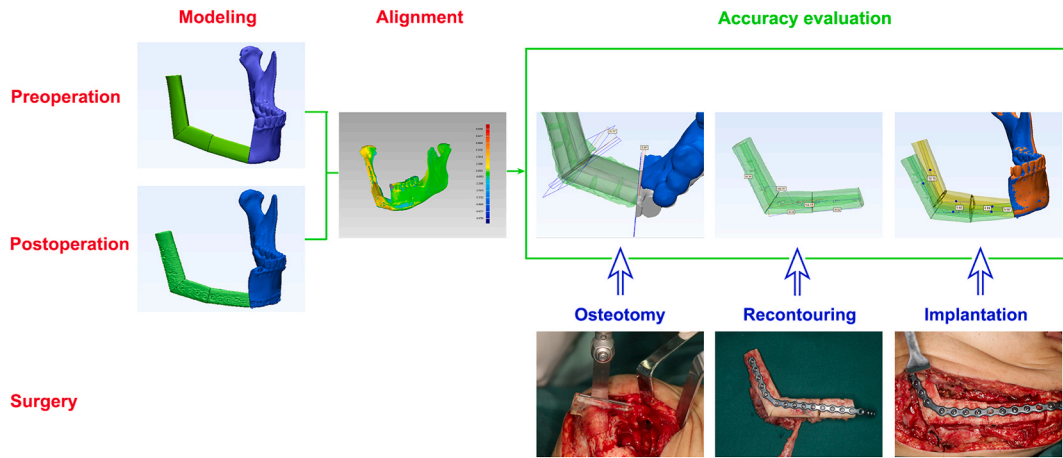 Modeling
Alignment
Accuracy evaluation
Preoperation
Postoperation
Osteotomy
Recontouring
Implantation
Surgery